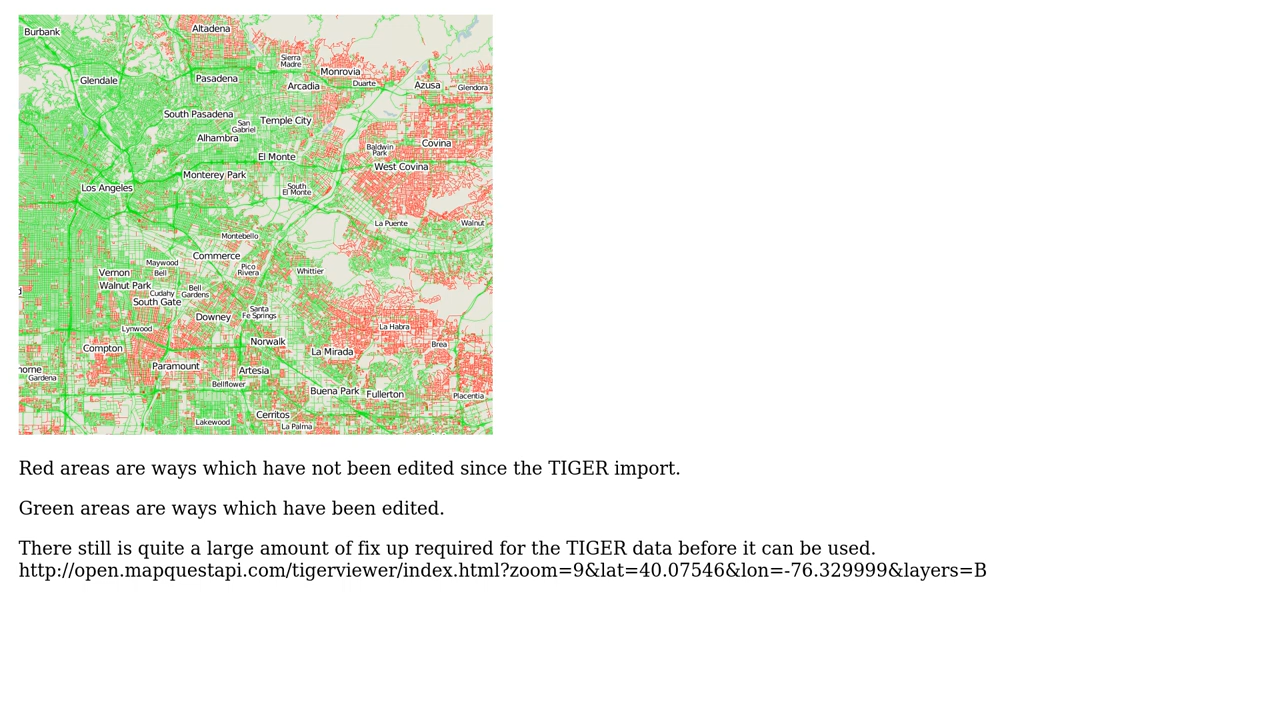 Burbank
Altadena
Sierra
Madre
Monrovia
Glendale
Pasadena
Arcadia
Duarte
Azusa
Glendora
South Pasadena
San
Gabriel
Temple City
Alhambra
Baldwin
Park
Covina
El Monte
West Covina
Monterey Park
Los Angeles
South
El Monte
La Puente
Walnut
Montebello
Commerce
Maywood
Pico
Rivera
Vernon
Bell
Whittier
Walnut Park
Cudahy
Bell
Gardens
South Gate
Santa
Fe Springs
Downey
Lynwood
La Habra
Norwalk
Brea
Compton
La Mirada
Paramount
Artesia
horne
Gardena
Bellflower
Buena Park
Fullerton
Placentia
Cerritos
Lakewood
La Palma
Red areas are ways which have not been edited since the TIGER import.
Green areas are ways which have been edited.
There still is quite a large amount of fix up required for the TIGER data before it can be used.
http://open.mapquestapi.com/tigerviewer/index.html?zoom=9&lat=40.07546&lon=-76.329999&layers=B